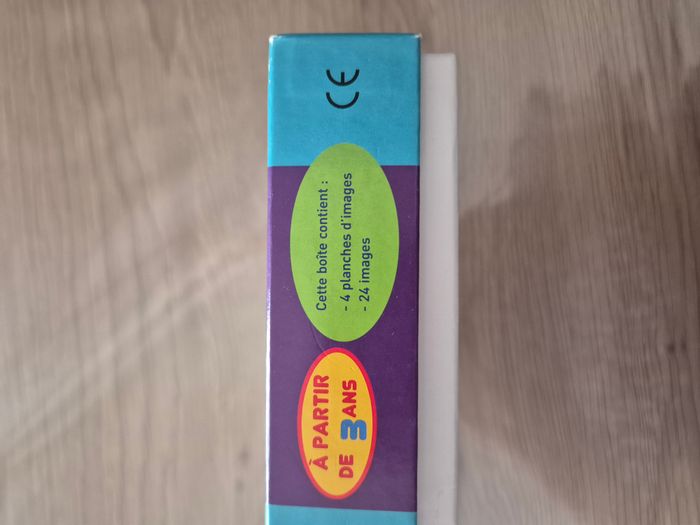 À PARTIR
DE 3 ANS
Cette boîte contient :
- 4 planches d'images
- 24 images
CE